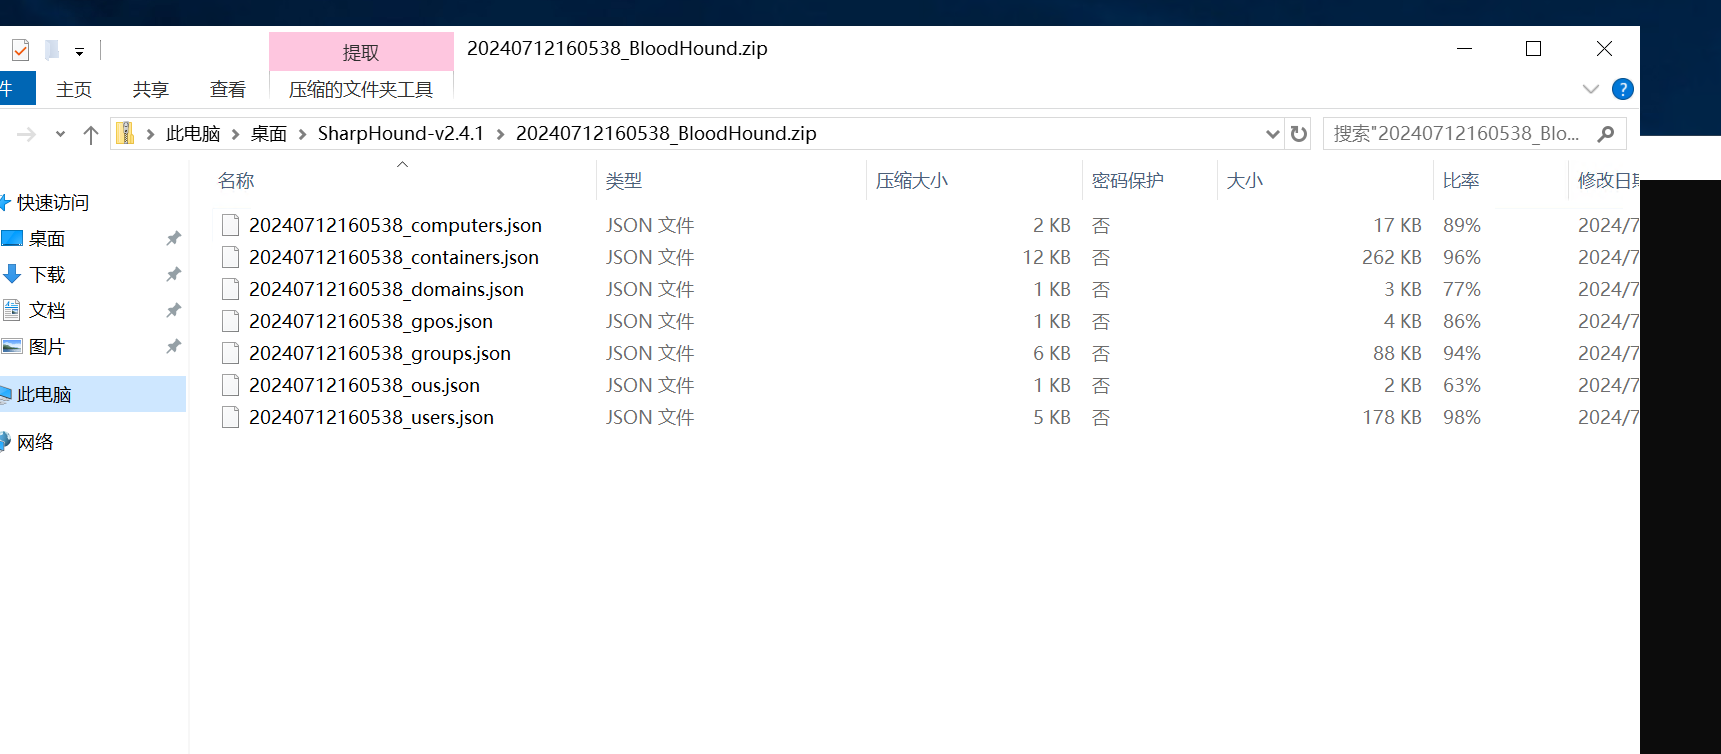 提取
20240712160538_BloodHound.zip
件
主页
共享
查看
压缩的文件夹工具
?
此电脑
桌面
SharpHound-v2.4.1
20240712160538_BloodHound.zip
搜索"20240712160538_Blo...
名称
类型
压缩大小
密码保护
大小
比率
修改日期
快速访问
桌面
下载
文档
图片
此电脑
网络
20240712160538_computers.json JSON 文件 2 KB 否 17 KB 89% 2024/7
20240712160538_containers.json JSON 文件 12 KB 否 262 KB 96% 2024/7
20240712160538_domains.json JSON 文件 1 KB 否 3 KB 77% 2024/7
20240712160538_gpos.json JSON 文件 1 KB 否 4 KB 86% 2024/7
20240712160538_groups.json JSON 文件 6 KB 否 88 KB 94% 2024/7
20240712160538_ous.json JSON 文件 1 KB 否 2 KB 63% 2024/7
20240712160538_users.json JSON 文件 5 KB 否 178 KB 98% 2024/7